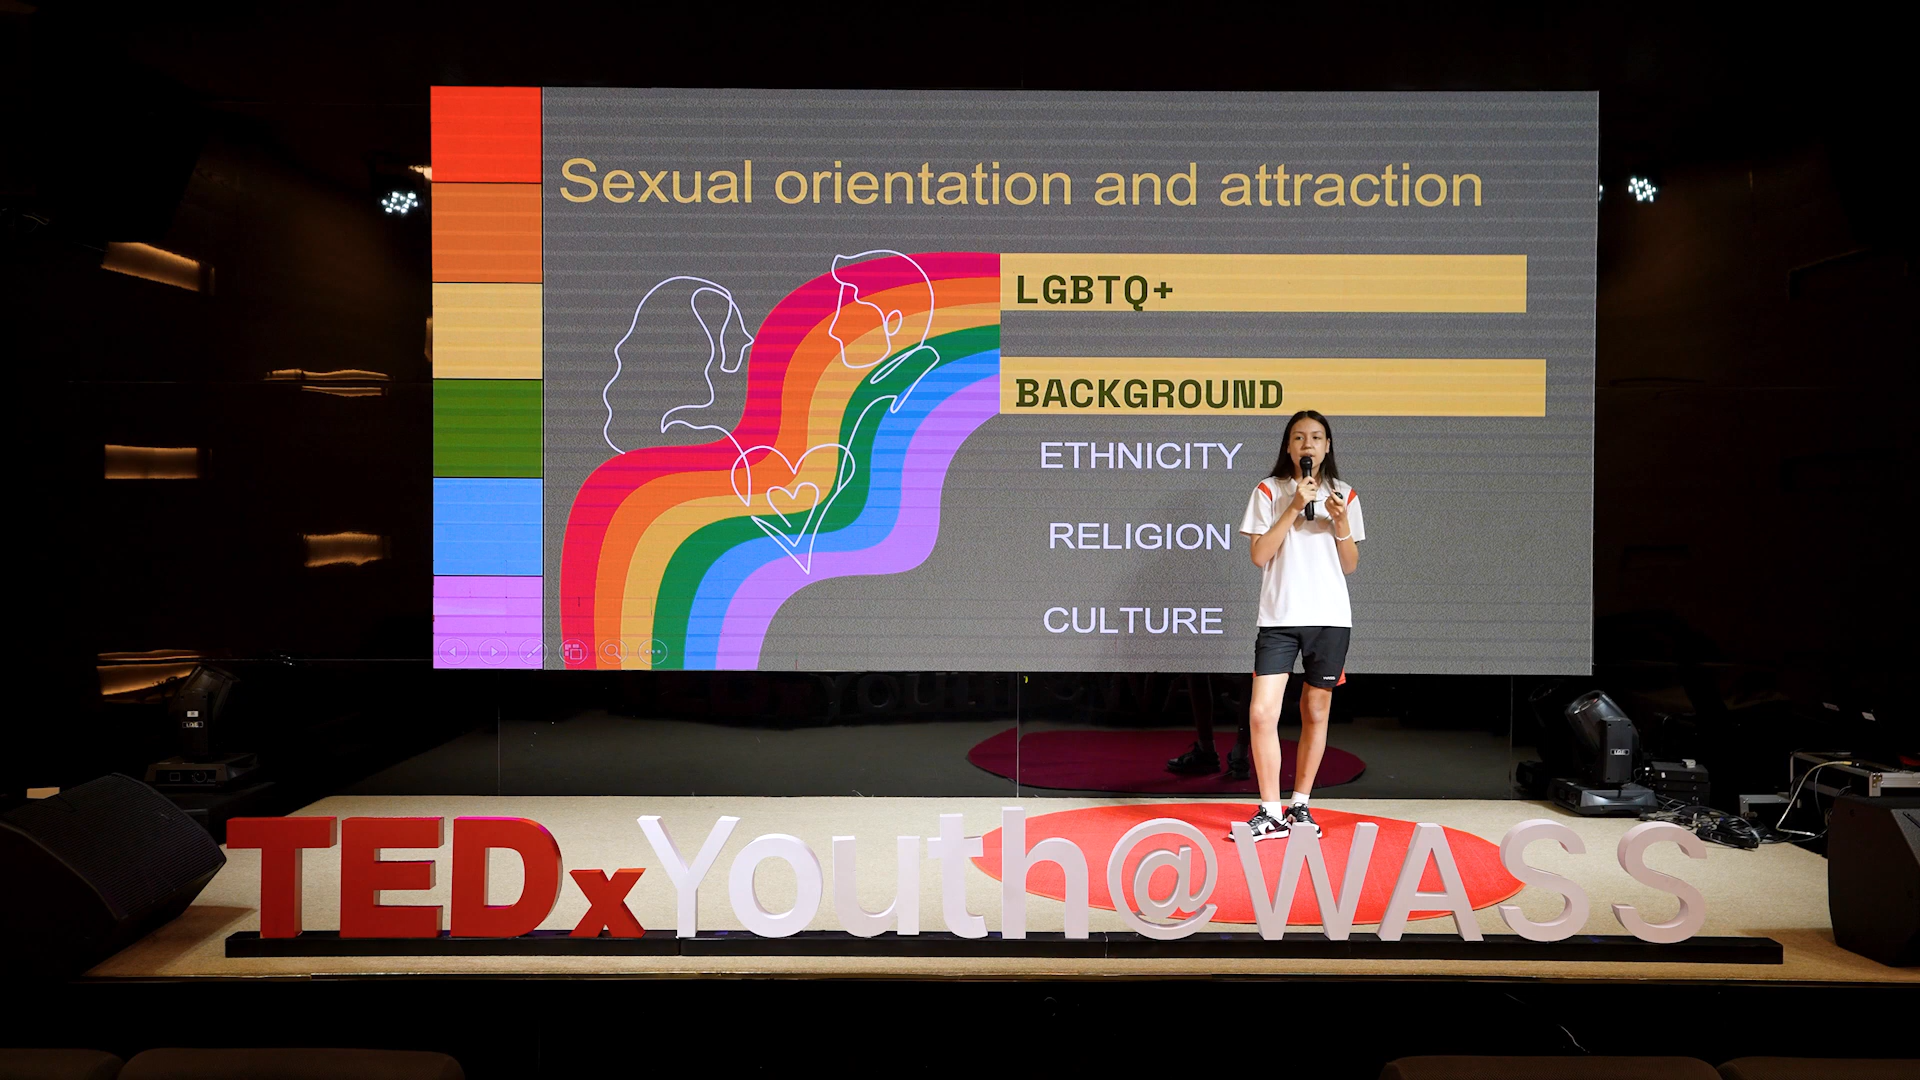 Sexual orientation and attraction
LGBTQ+
BACKGROUND
ETHNICITY
RELIGION
CULTURE
TEDxYouth@WASS